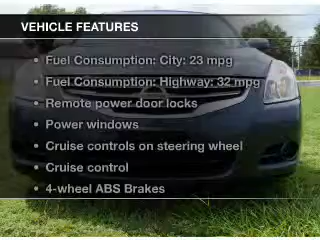 VEHICLE FEATURES
• Fuel Consumption: City: 23 mpg
• Fuel Consumption: Highway: 32 mpg
• Remote power door locks
• Power windows
• Cruise controls on steering wheel
• Cruise control
• 4-wheel ABS Brakes